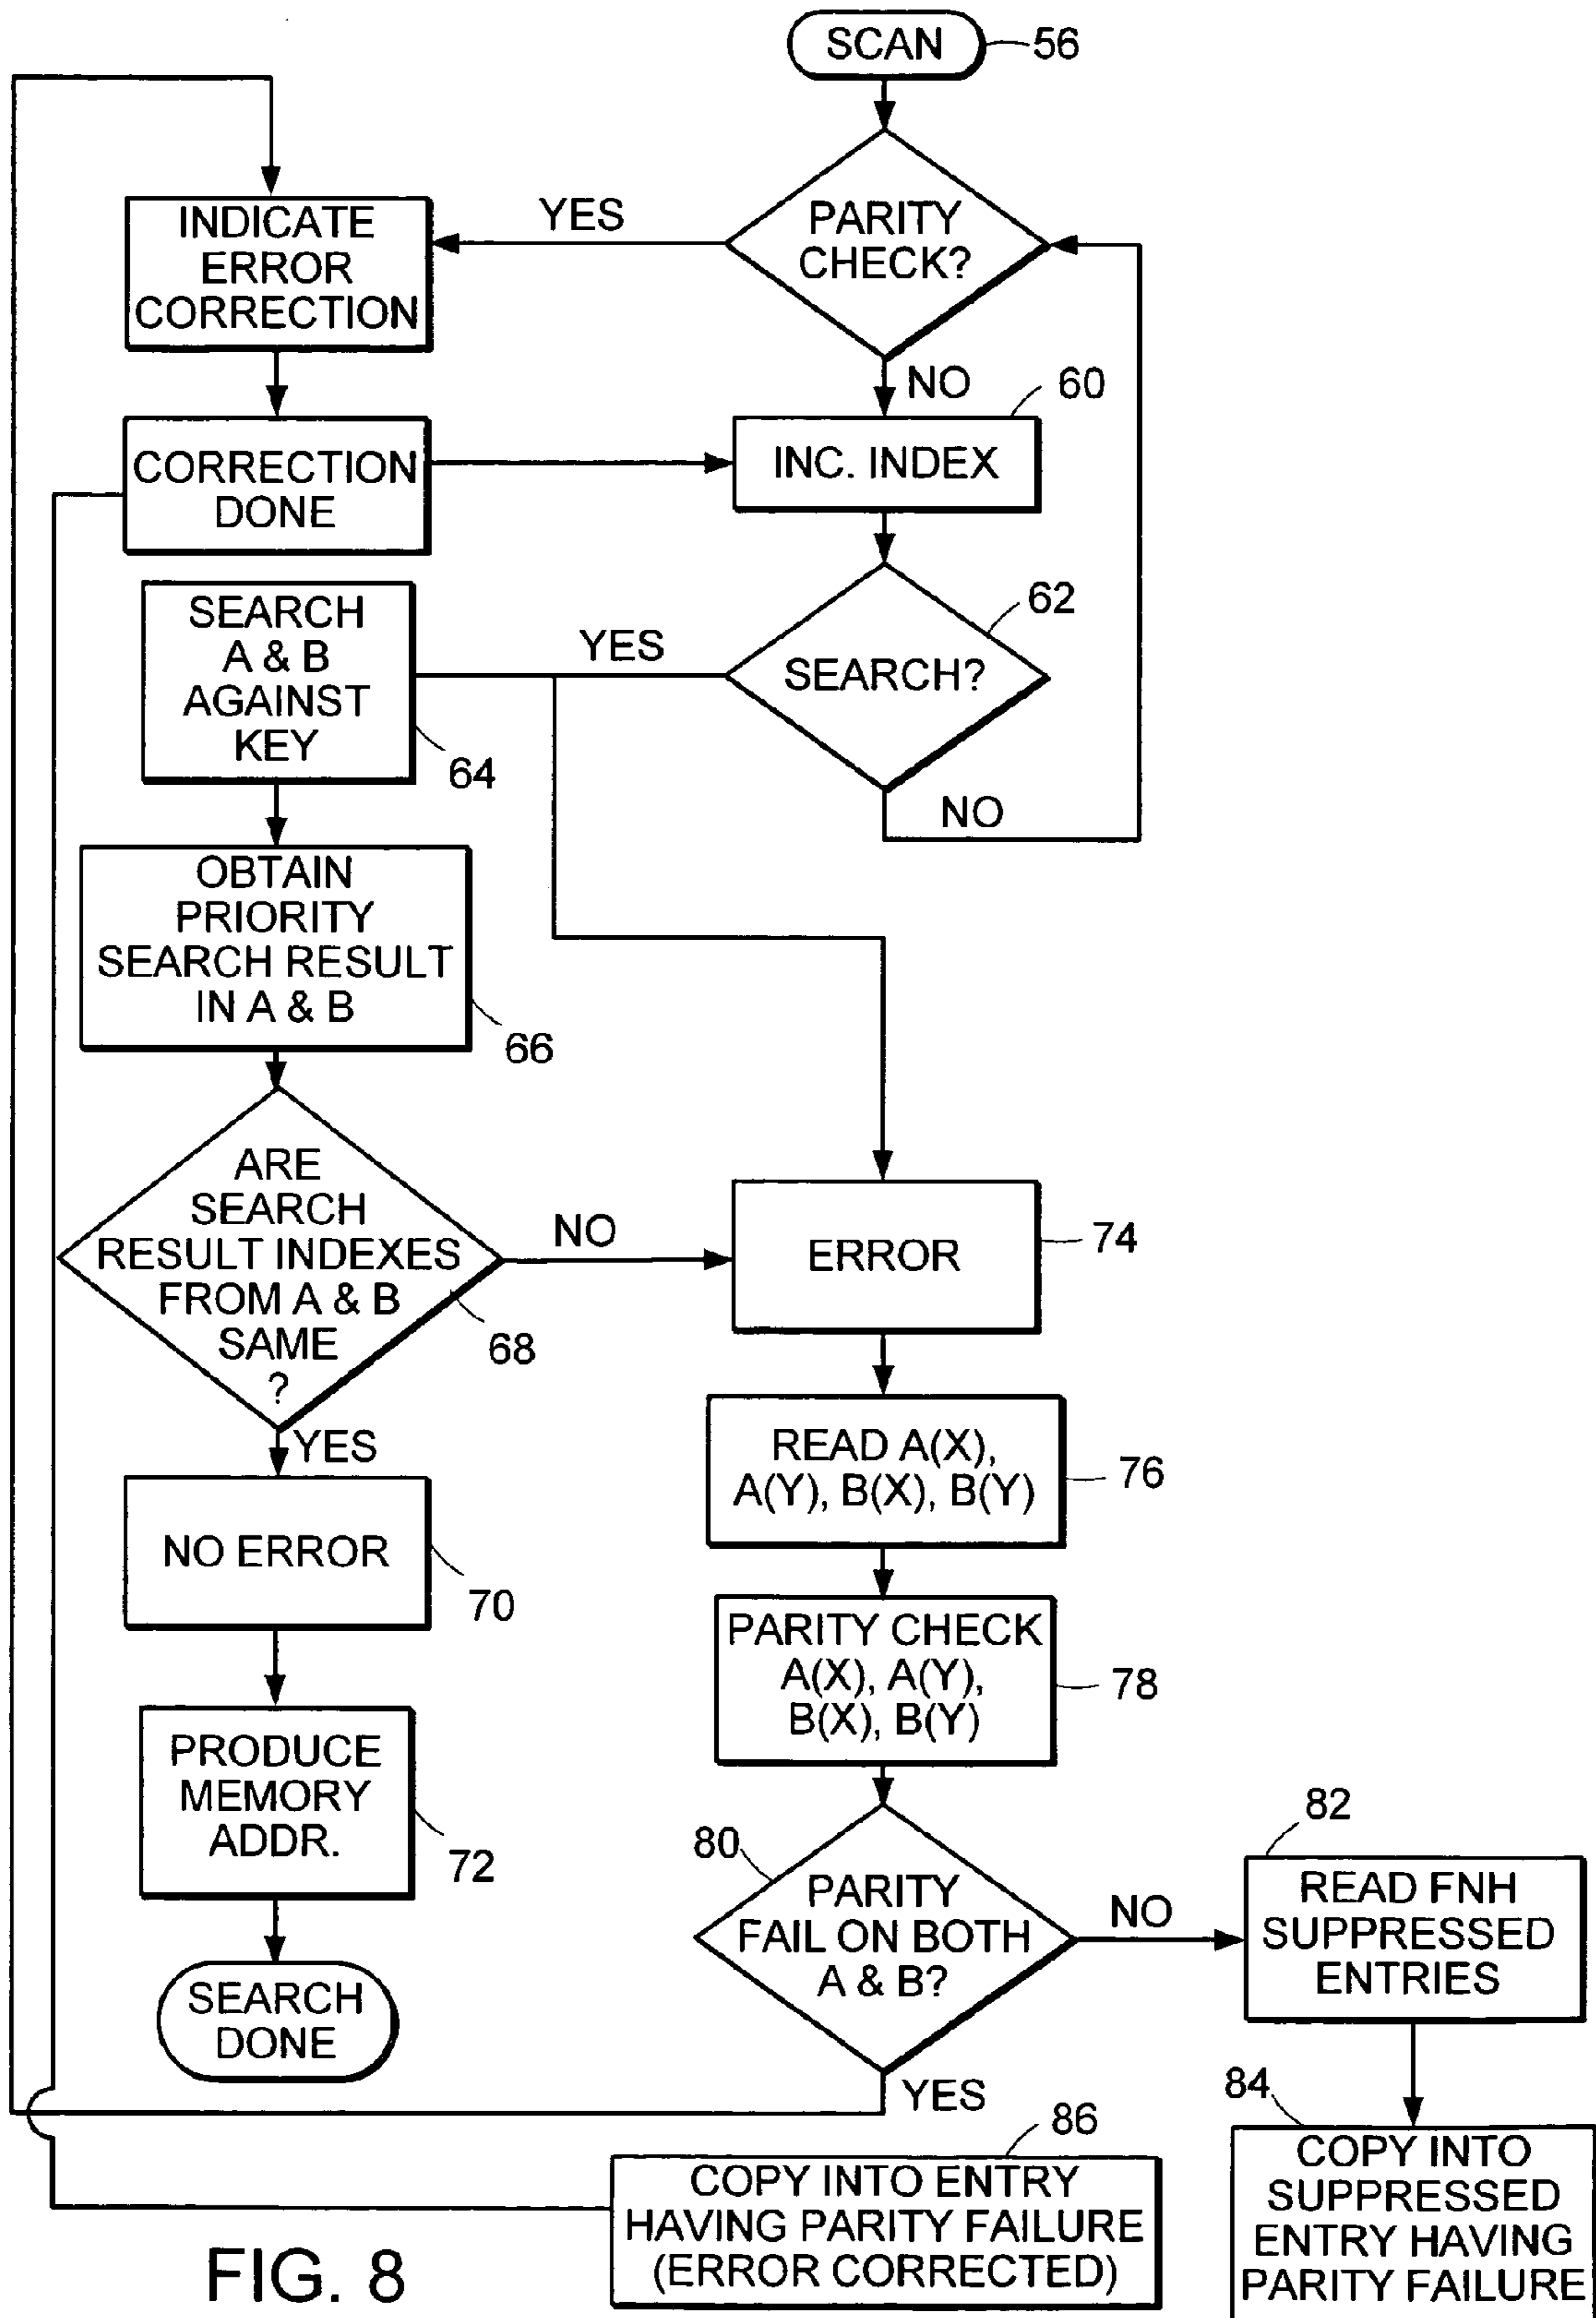 SCAN
56
PARITY
CHECK?
YES
INDICATE
ERROR
CORRECTION
NO
60
INC. INDEX
CORRECTION
DONE
62
SEARCH?
YES
NO
SEARCH
A & B
AGAINST
KEY
64
OBTAIN
PRIORITY
SEARCH RESULT
IN A & B
66
ARE
SEARCH
RESULT INDEXES
FROM A & B
SAME
?
68
NO
ERROR
74
YES
READ A(X),
A(Y), B(X), B(Y)
76
NO ERROR
70
PARITY CHECK
A(X), A(Y),
B(X), B(Y)
78
PRODUCE
MEMORY
ADDR.
72
80
PARITY
FAIL ON BOTH
A & B?
NO
82
READ FNH
SUPPRESSED
ENTRIES
SEARCH
DONE
YES
84
COPY INTO
SUPPRESSED
ENTRY HAVING
PARITY FAILURE
86
COPY INTO ENTRY
HAVING PARITY FAILURE
(ERROR CORRECTED)
FIG. 8